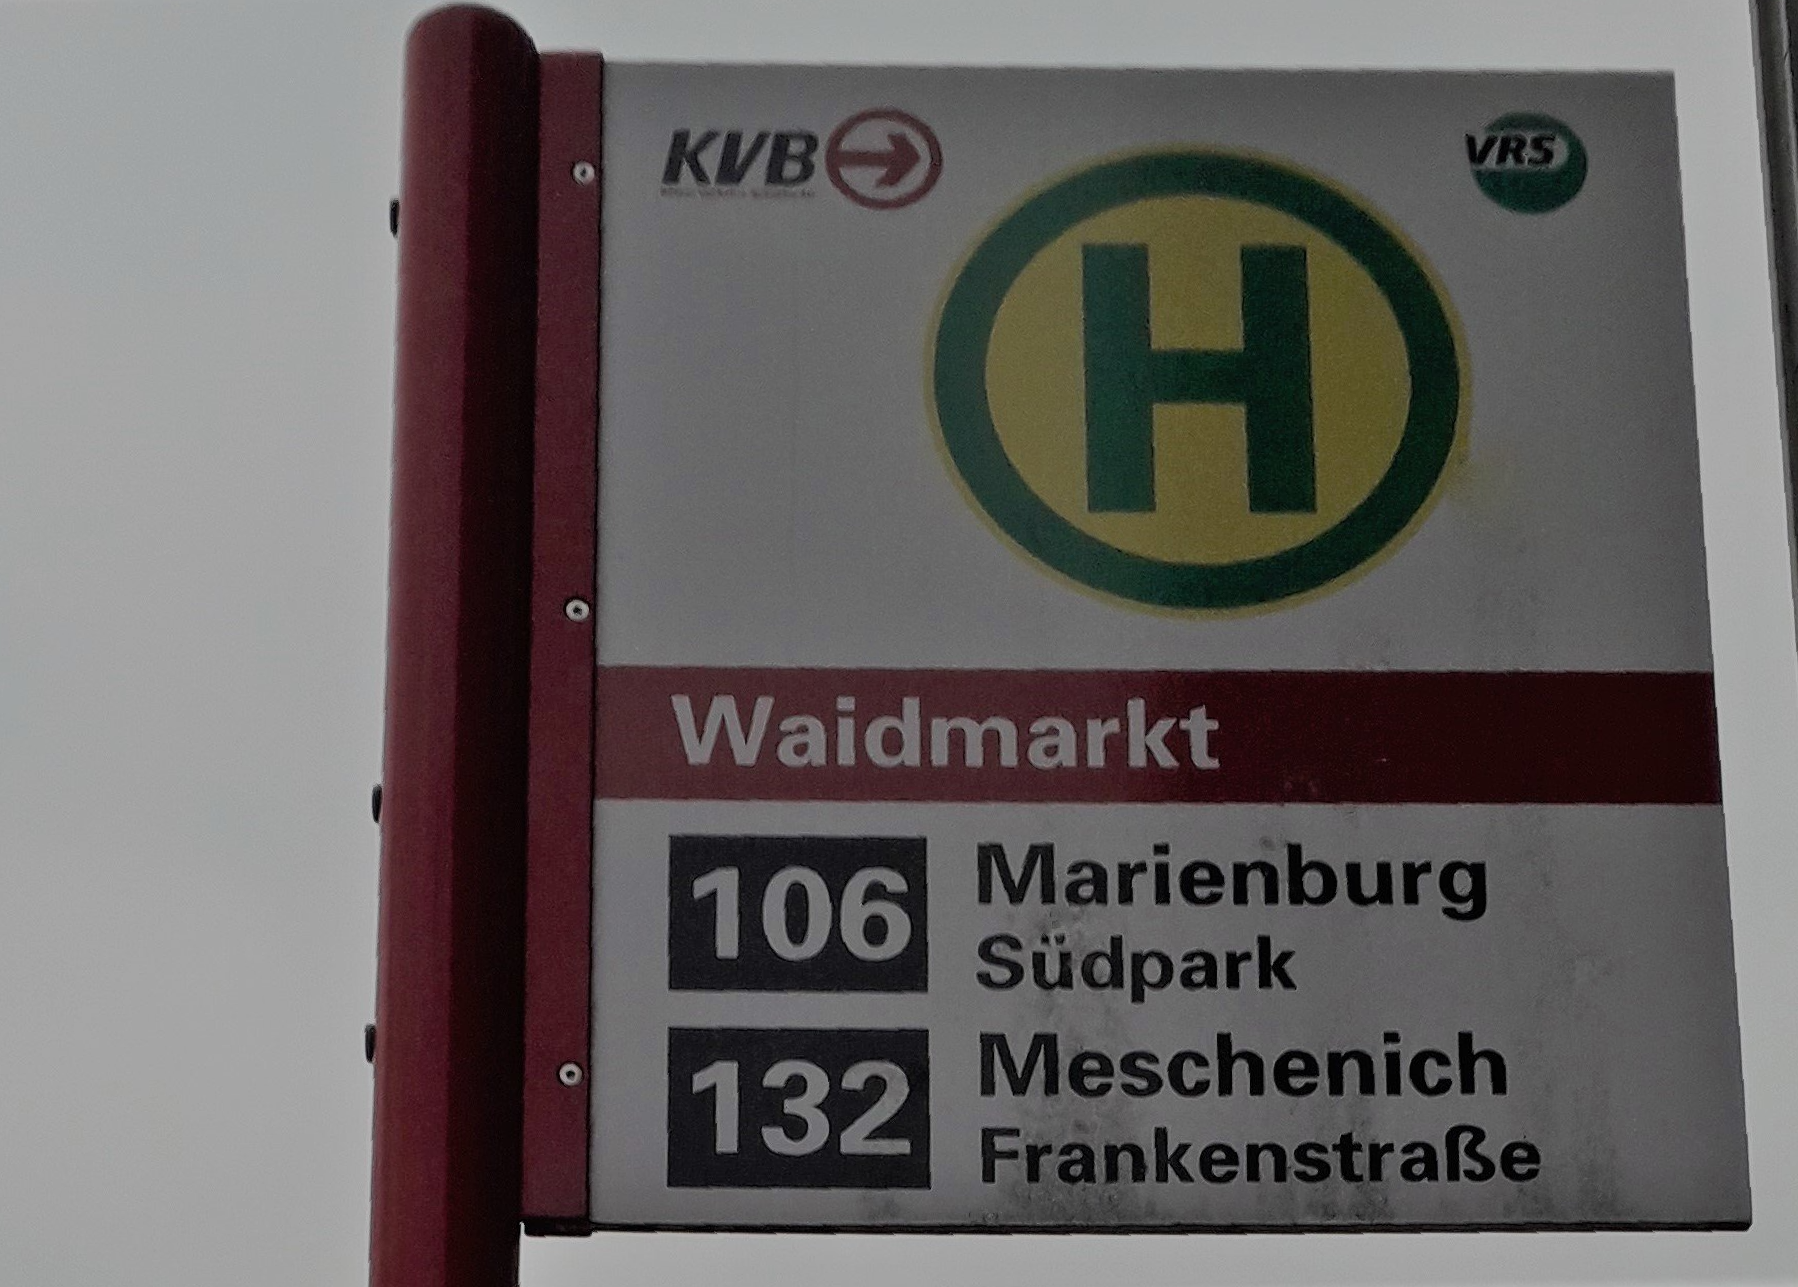 KVB
VRS
H
Waidmarkt
106 Marienburg
Südpark
132 Meschenich
Frankenstraße